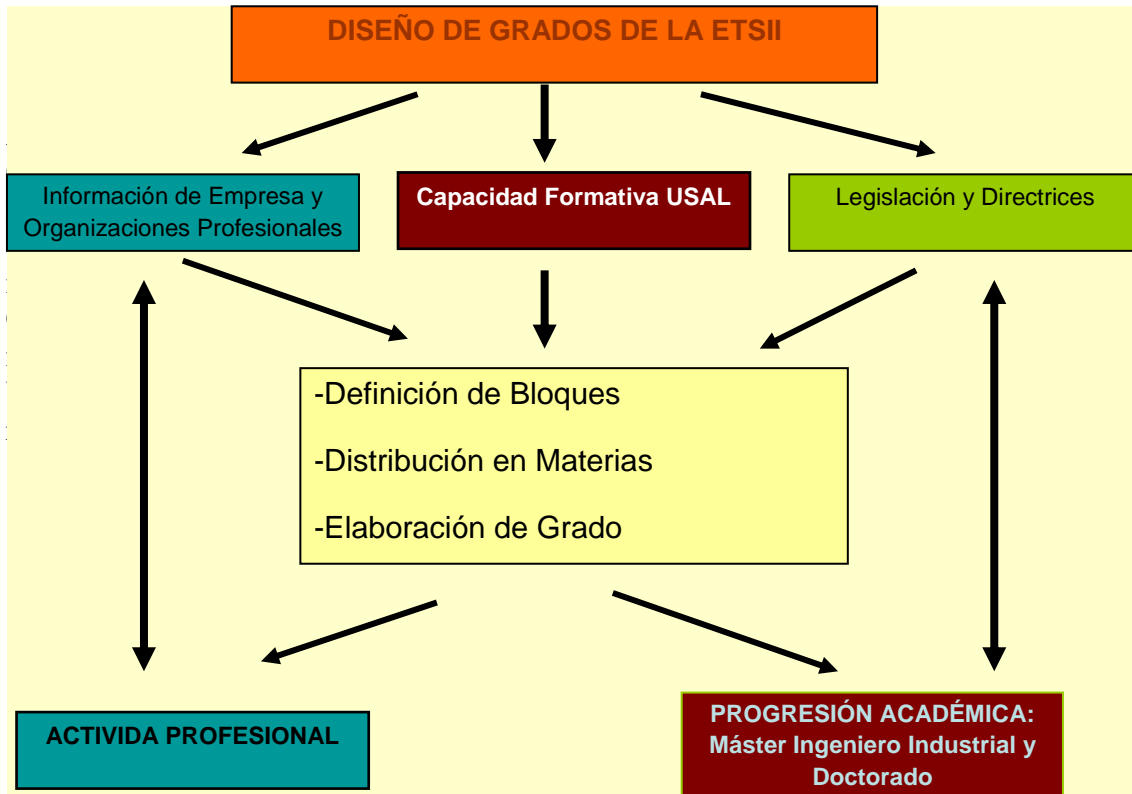 DISEÑO DE GRADOS DE LA ETSII
Información de Empresa y
Organizaciones Profesionales
Capacidad Formativa USAL
Legislación y Directrices
-Definición de Bloques
-Distribución en Materias
-Elaboración de Grado
ACTIVIDA PROFESIONAL
PROGRESIÓN ACADÉMICA:
Máster Ingeniero Industrial y
Doctorado